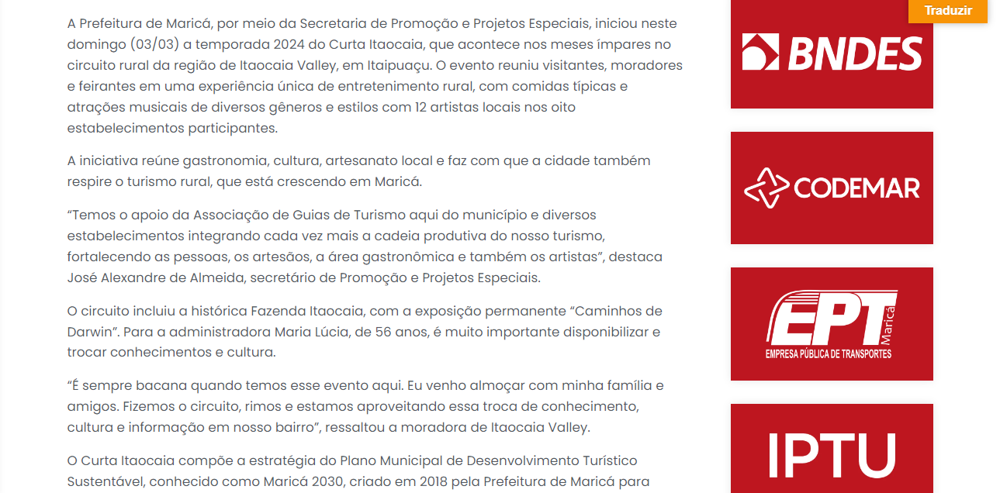 A Prefeitura de Maricá, por meio da Secretaria de Promoção e Projetos Especiais, iniciou neste
domingo (03/03) a temporada 2024 do Curta Itaocaia, que acontece nos meses ímpares no
circuito rural da região de Itaocaia Valley, em Itaipuaçu. O evento reuniu visitantes, moradores
e feirantes em uma experiência única de entretenimento rural, com comidas típicas e
atrações musicais de diversos gêneros e estilos com 12 artistas locais nos oito
estabelecimentos participantes.
A iniciativa reúne gastronomia, cultura, artesanato local e faz com que a cidade também
respire o turismo rural, que está crescendo em Maricá.
“Temos o apoio da Associação de Guias de Turismo aqui do município e diversos
estabelecimentos integrando cada vez mais a cadeia produtiva do nosso turismo,
fortalecendo as pessoas, os artesãos, a área gastronômica e também os artistas”, destaca
José Alexandre de Almeida, secretário de Promoção e Projetos Especiais.
O circuito incluiu a histórica Fazenda Itaocaia, com a exposição permanente “Caminhos de
Darwin”. Para a administradora Maria Lúcia, de 56 anos, é muito importante disponibilizar e
trocar conhecimentos e cultura.
“É sempre bacana quando temos esse evento aqui. Eu venho almoçar com minha família e
amigos. Fizemos o circuito, rimos e estamos aproveitando essa troca de conhecimento,
cultura e informação em nosso bairro”, ressaltou a moradora de Itaocaia Valley.
O Curta Itaocaia compõe a estratégia do Plano Municipal de Desenvolvimento Turístico
Sustentável, conhecido como Maricá 2030, criado em 2018 pela Prefeitura de Maricá para
Traduzir
BNDES
CODEMAR
EPT
Maricá
EMPRESA PÚBLICA DE TRANSPORTES
IPTU